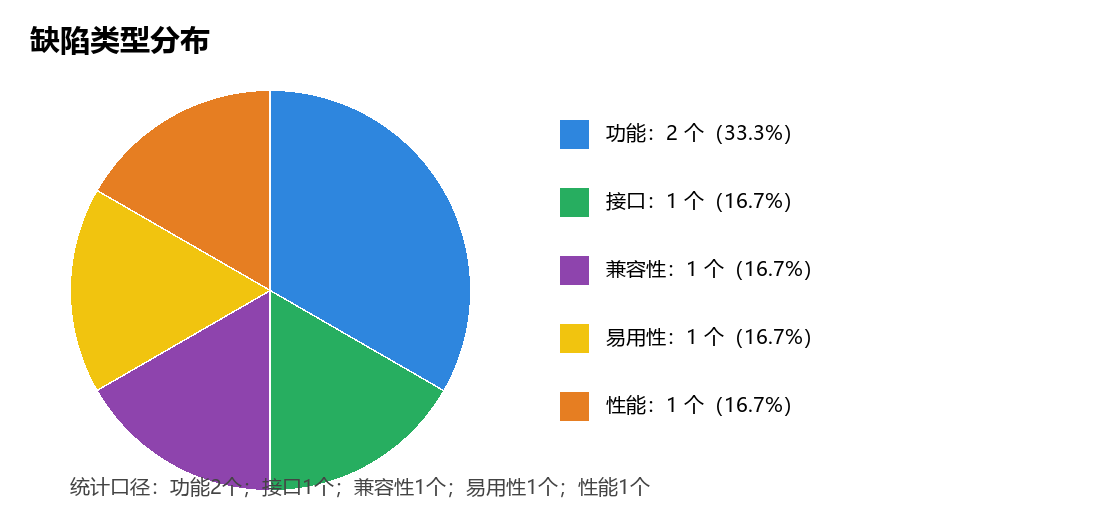 缺陷类型分布
功能：2 个（33.3%）
接口：1 个（16.7%）
兼容性：1 个（16.7%）
易用性：1 个（16.7%）
性能：1 个（16.7%）
统计口径：功能2个；接口1个；兼容性1个；易用性1个；性能1个